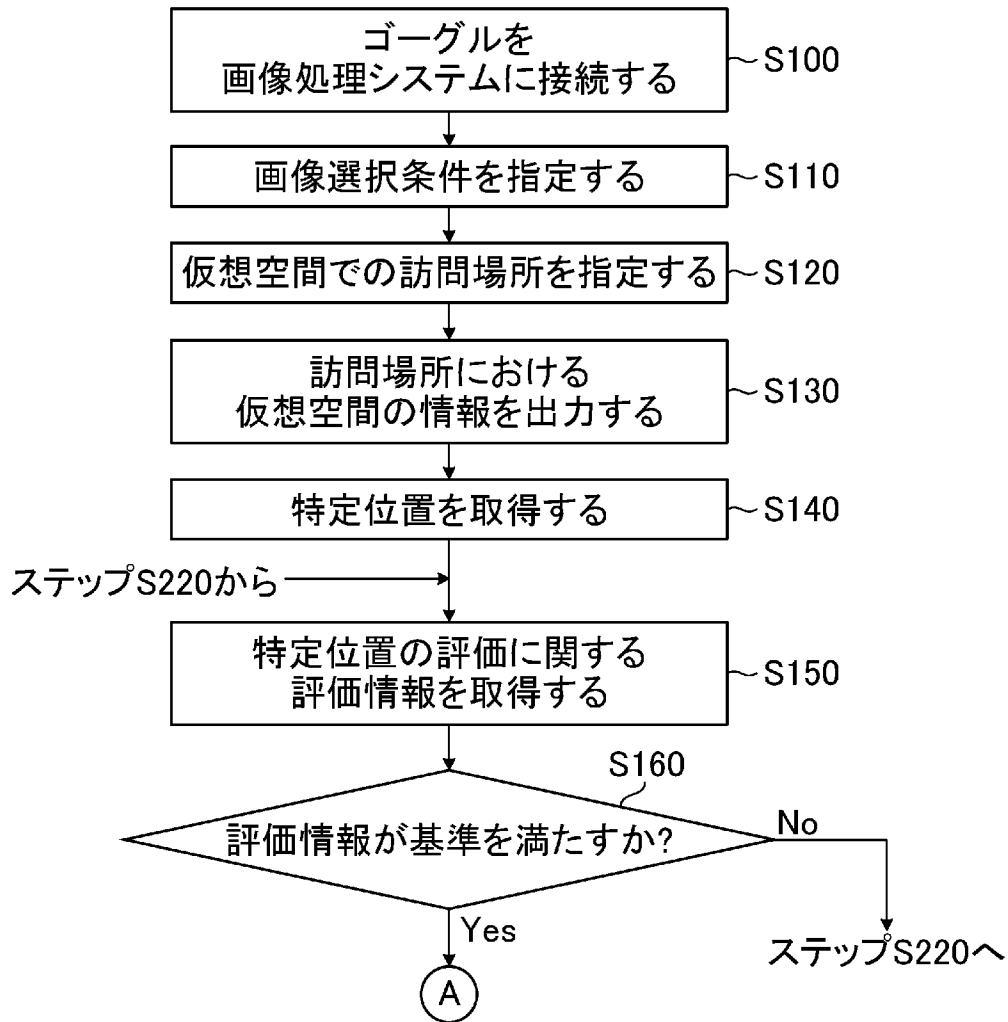 ゴーグルを
画像処理システムに接続する
S100
画像選択条件を指定する
S110
仮想空間での訪問場所を指定する
S120
訪問場所における
仮想空間の情報を出力する
S130
特定位置を取得する
S140
ステップS220から
特定位置の評価に関する
評価情報を取得する
S150
S160
評価情報が基準を満たすか?
No
Yes
ステップS220へ
A